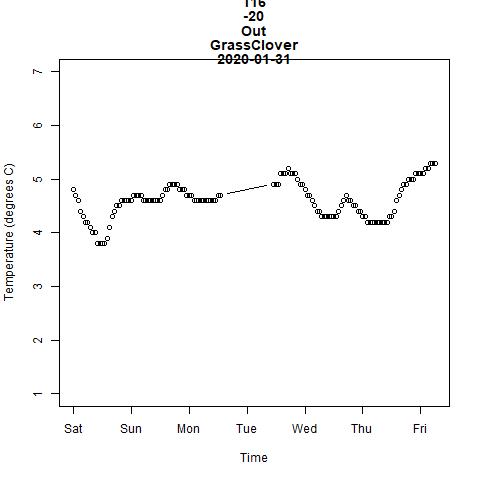 T16
-20
Out
GrassClover
2020-01-31
7
6
5
4
3
2
1
Temperature (degrees C)
Sat Sun Mon Tue Wed Thu Fri
Time